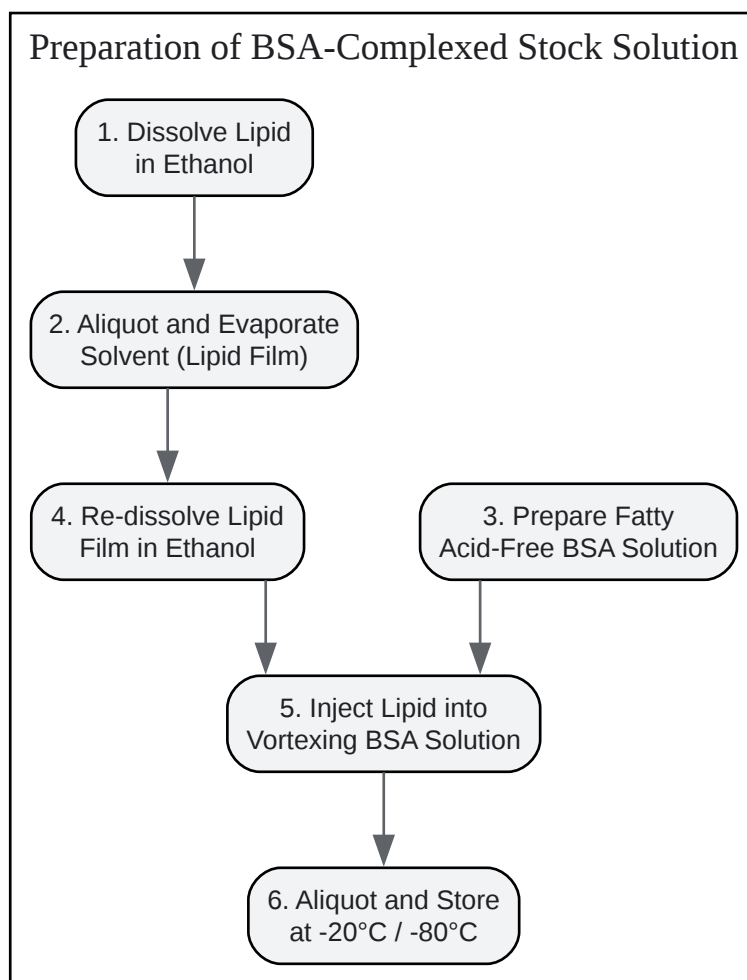 Preparation of BSA-Complexed Stock Solution
1. Dissolve Lipid
in Ethanol
2. Aliquot and Evaporate
Solvent (Lipid Film)
4. Re-dissolve Lipid
Film in Ethanol
3. Prepare Fatty
Acid-Free BSA Solution
5. Inject Lipid into
Vortexing BSA Solution
6. Aliquot and Store
at -20°C / -80°C